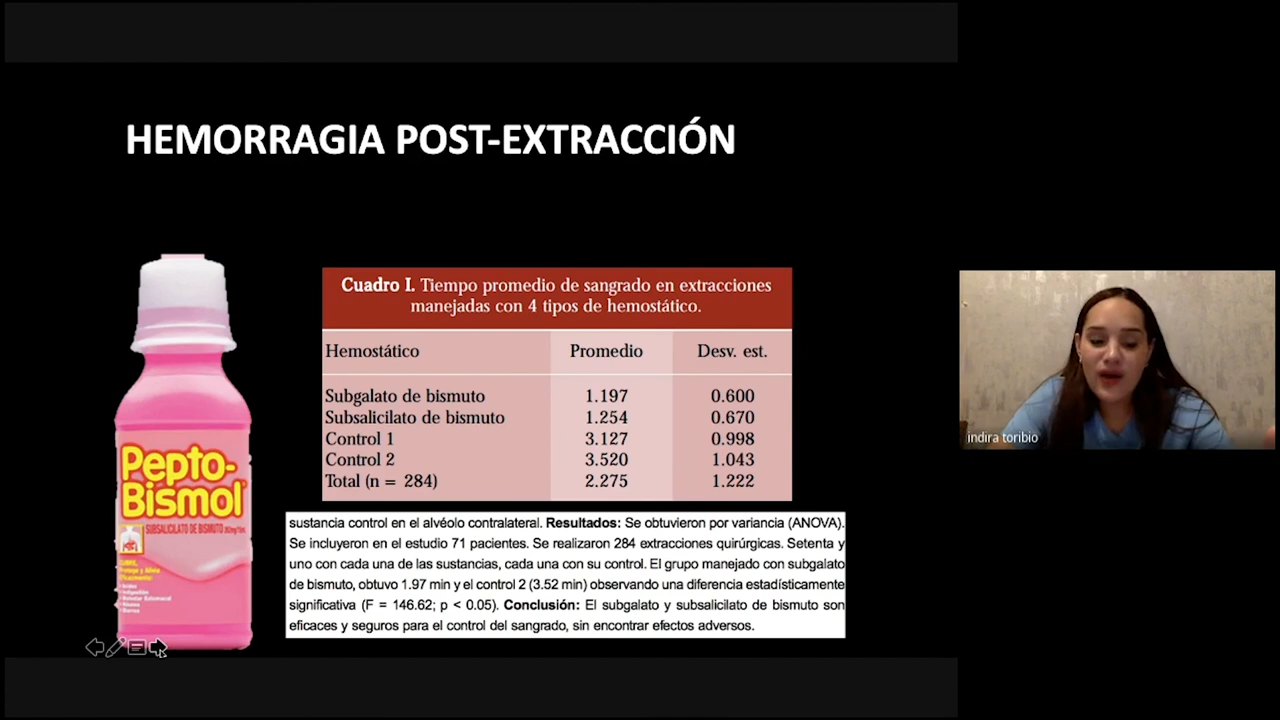 HEMORRAGIA POST-EXTRACCIÓN
Pepto-
Bismol
SUBSALICILATO DE BISMUTO
Cuadro I. Tiempo promedio de sangrado en extracciones
manejadas con 4 tipos de hemostático.
Hemostático Promedio Desv. est.
Subgalato de bismuto 1.197 0.600
Subsalicilato de bismuto 1.254 0.670
Control 1 3.127 0.998
Control 2 3.520 1.043
Total (n = 284) 2.275 1.222
sustancia control en el alvéolo contralateral. Resultados: Se obtuvieron por variancia (ANOVA).
Se incluyeron en el estudio 71 pacientes. Se realizaron 284 extracciones quirúrgicas. Setenta y
uno con cada una de las sustancias, cada una con su control. El grupo manejado con subgalato
de bismuto, obtuvo 1.97 min y el control 2 (3.52 min) observando una diferencia estadísticamente
significativa (F = 146.62; p < 0.05). Conclusión: El subgalato y subsalicilato de bismuto son
eficaces y seguros para el control del sangrado, sin encontrar efectos adversos.
indira toribio